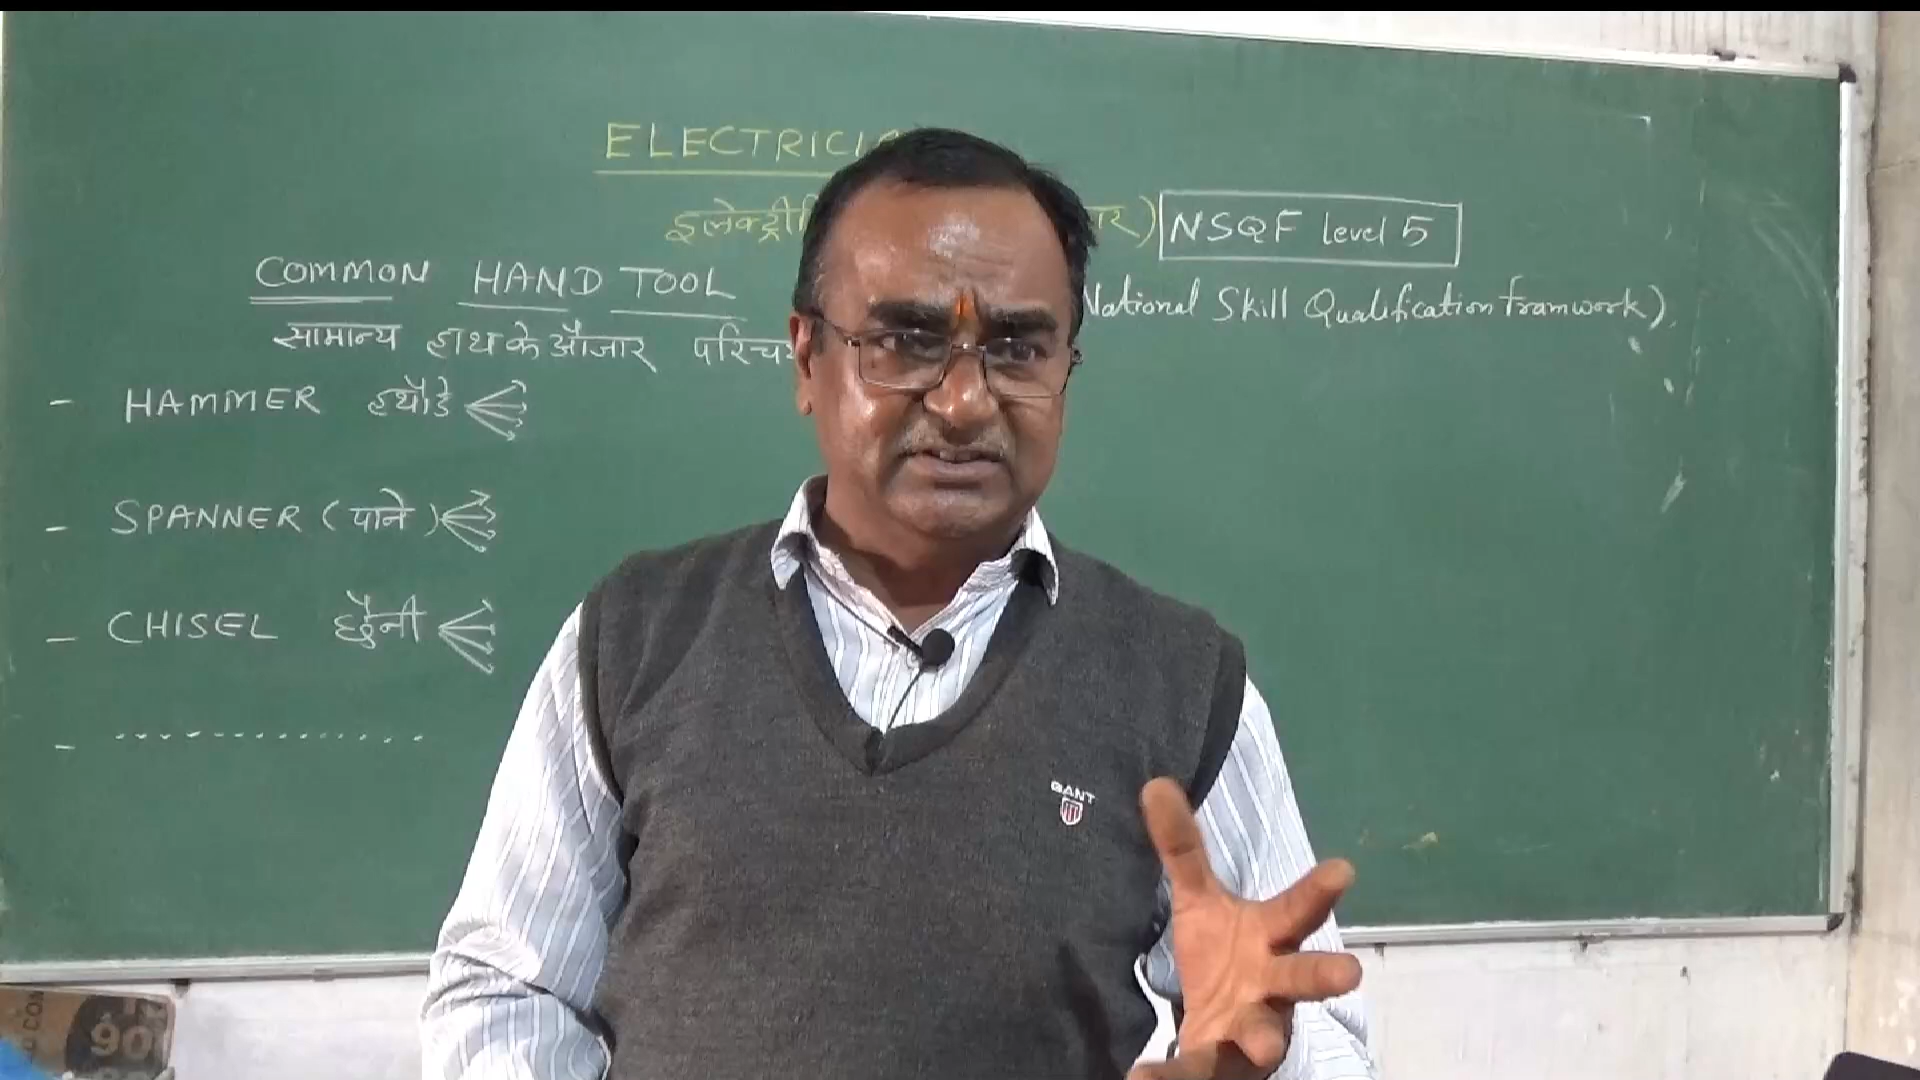 ELECTRICI
इलेक्ट्री कार) NSQF level 5
COMMON HAND TOOL National Skill Qualification framwork),
सामान्य हाथ के औजार परिचय
- HAMMER हथौडे
- SPANNER (पाने)
- CHISEL छैनी
- ..............
GANT
901